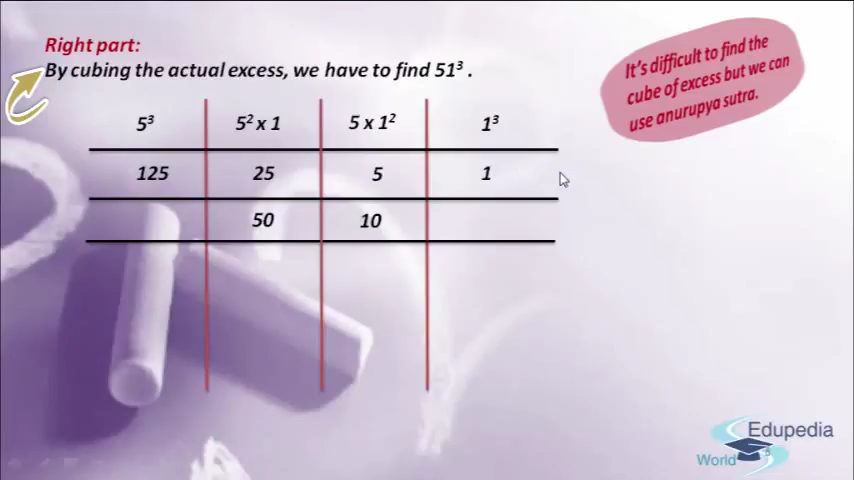 Right part:
By cubing the actual excess, we have to find 51³ .
It's difficult to find the
cube of excess but we can
use anurupya sutra.
5³ 5² x 1 5 x 1² 1³
125 25 5 1
50 10
Edupedia
World